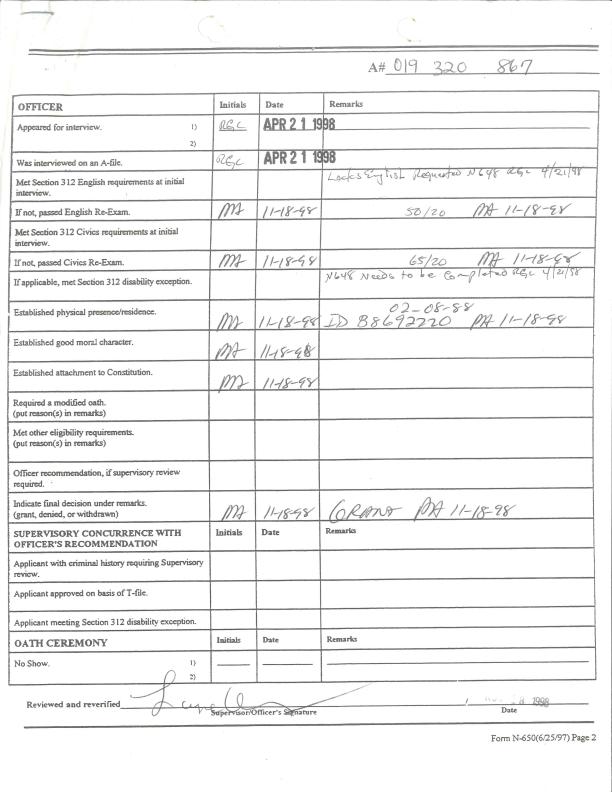 A# 019 320 867
OFFICER Initials Date Remarks
Appeared for interview. 1) RGC APR 21 1998
2)
Was interviewed on an A-file. RGC APR 21 1998
Met Section 312 English requirements at initial Lacks English Requested N648 RGC 4/21/98
interview.
If not, passed English Re-Exam. MA 11-18-98 50/20 MA 11-18-98
Met Section 312 Civics requirements at initial
interview.
If not, passed Civics Re-Exam. MA 11-18-98 65/20 MA 11-18-98
If applicable, met Section 312 disability exception. N648 Needs to be Completed RGC 4/21/98
02-08-88
Established physical presence/residence. MA 11-18-98 ID B8692220 MA 11-18-98
Established good moral character. MA 11-18-98
Established attachment to Constitution. MA 11-18-98
Required a modified oath.
(put reason(s) in remarks)
Met other eligibility requirements.
(put reason(s) in remarks)
Officer recommendation, if supervisory review
required.
Indicate final decision under remarks.
(grant, denied, or withdrawn) MA 11-18-98 GRANT MA 11-18-98
SUPERVISORY CONCURRENCE WITH Initials Date Remarks
OFFICER'S RECOMMENDATION
Applicant with criminal history requiring Supervisory
review.
Applicant approved on basis of T-file.
Applicant meeting Section 312 disability exception.
OATH CEREMONY Initials Date Remarks
No Show. 1)
2)
Reviewed and reverified 1998
Supervisor/Officer's Signature Date
Form N-650(6/25/97) Page 2